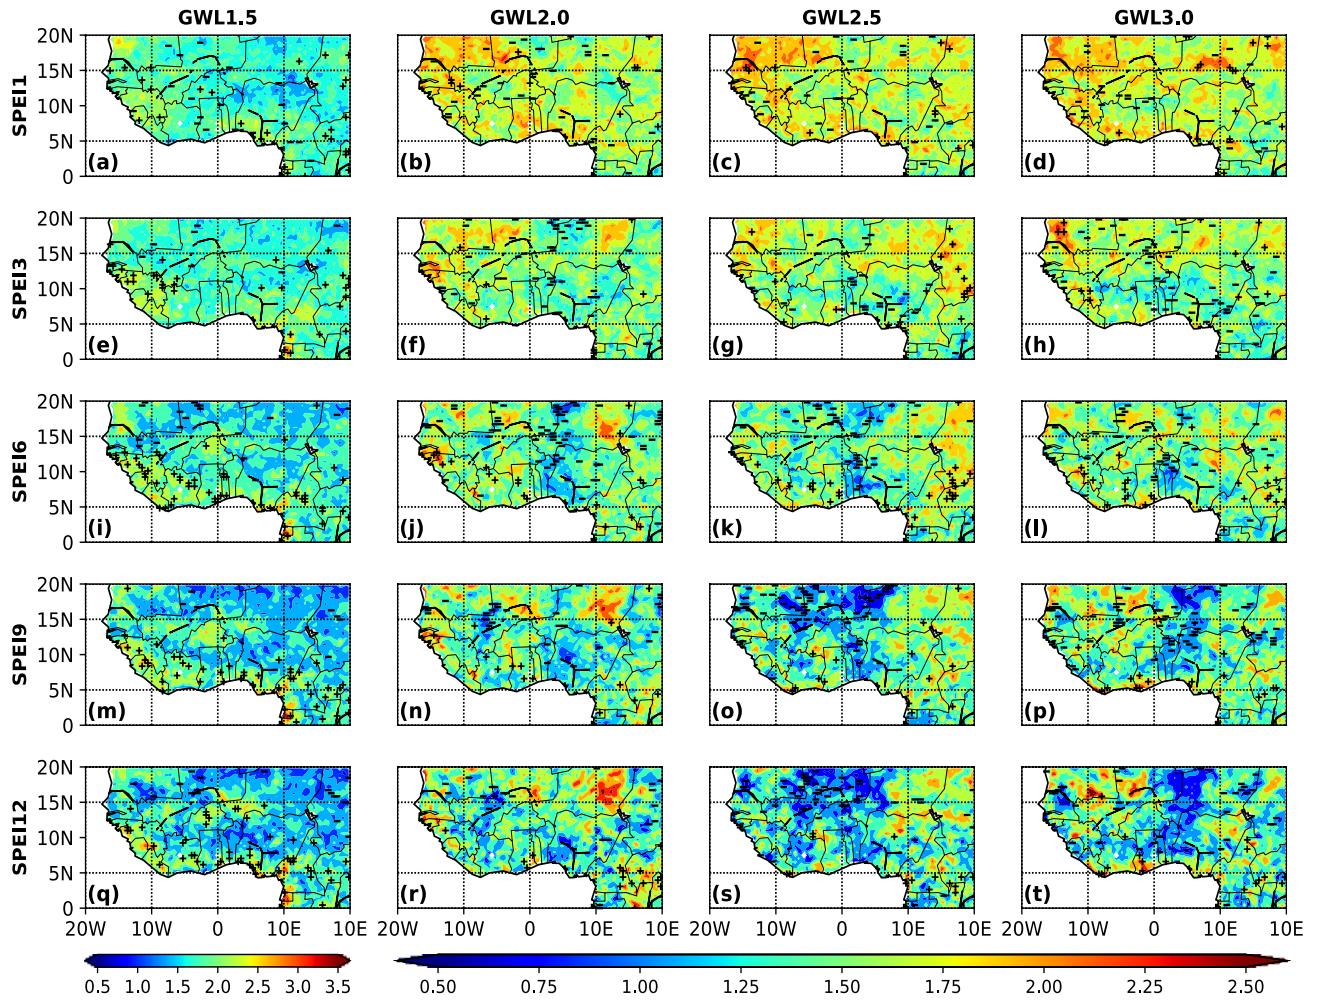 GWL1.5 GWL2.0 GWL2.5 GWL3.0
SPEI1
20N
15N
10N
5N
0
(a) (b) (c) (d)
SPEI3
20N
15N
10N
5N
0
(e) (f) (g) (h)
SPEI6
20N
15N
10N
5N
0
(i) (j) (k) (l)
SPEI9
20N
15N
10N
5N
0
(m) (n) (o) (p)
SPEI12
20N
15N
10N
5N
0
(q) (r) (s) (t)
20W 10W 0 10E 10E 20W 10W 0 10E 10E 20W 10W 0 10E 10E 20W 10W 0 10E 10E
0.5 1.0 1.5 2.0 2.5 3.0 3.5
0.50 0.75 1.00 1.25 1.50 1.75 2.00 2.25 2.50